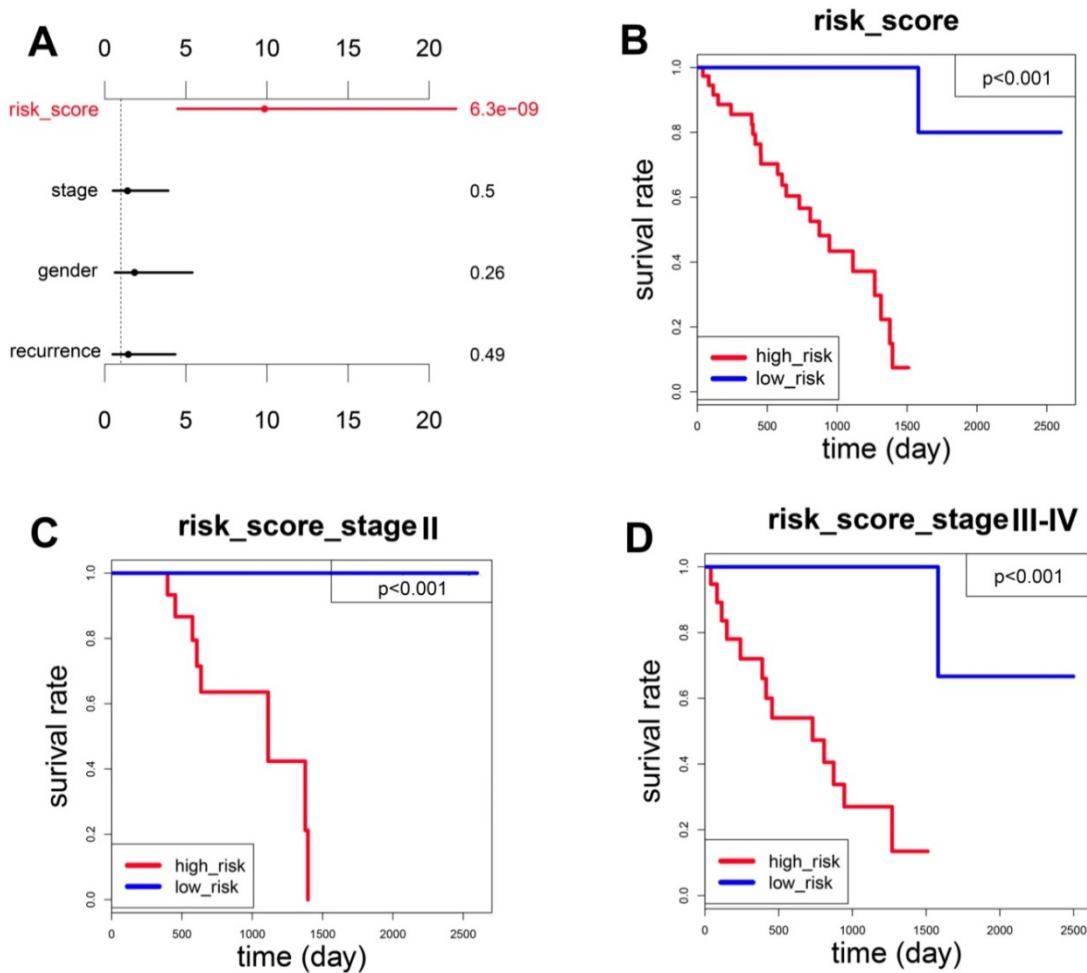 A
0 5 10 15 20
risk_score 6.3e−09
stage 0.5
gender 0.26
recurrence 0.49
0 5 10 15 20
B
risk_score
p<0.001
surival rate
1.0
0.8
0.6
0.4
0.2
0.0
high_risk
low_risk
0 500 1000 1500 2000 2500
time (day)
C
risk_score_stage II
p<0.001
surival rate
1.0
0.8
0.6
0.4
0.2
0.0
high_risk
low_risk
0 500 1000 1500 2000 2500
time (day)
D
risk_score_stage III-IV
p<0.001
surival rate
1.0
0.8
0.6
0.4
0.2
0.0
high_risk
low_risk
0 500 1000 1500 2000 2500
time (day)